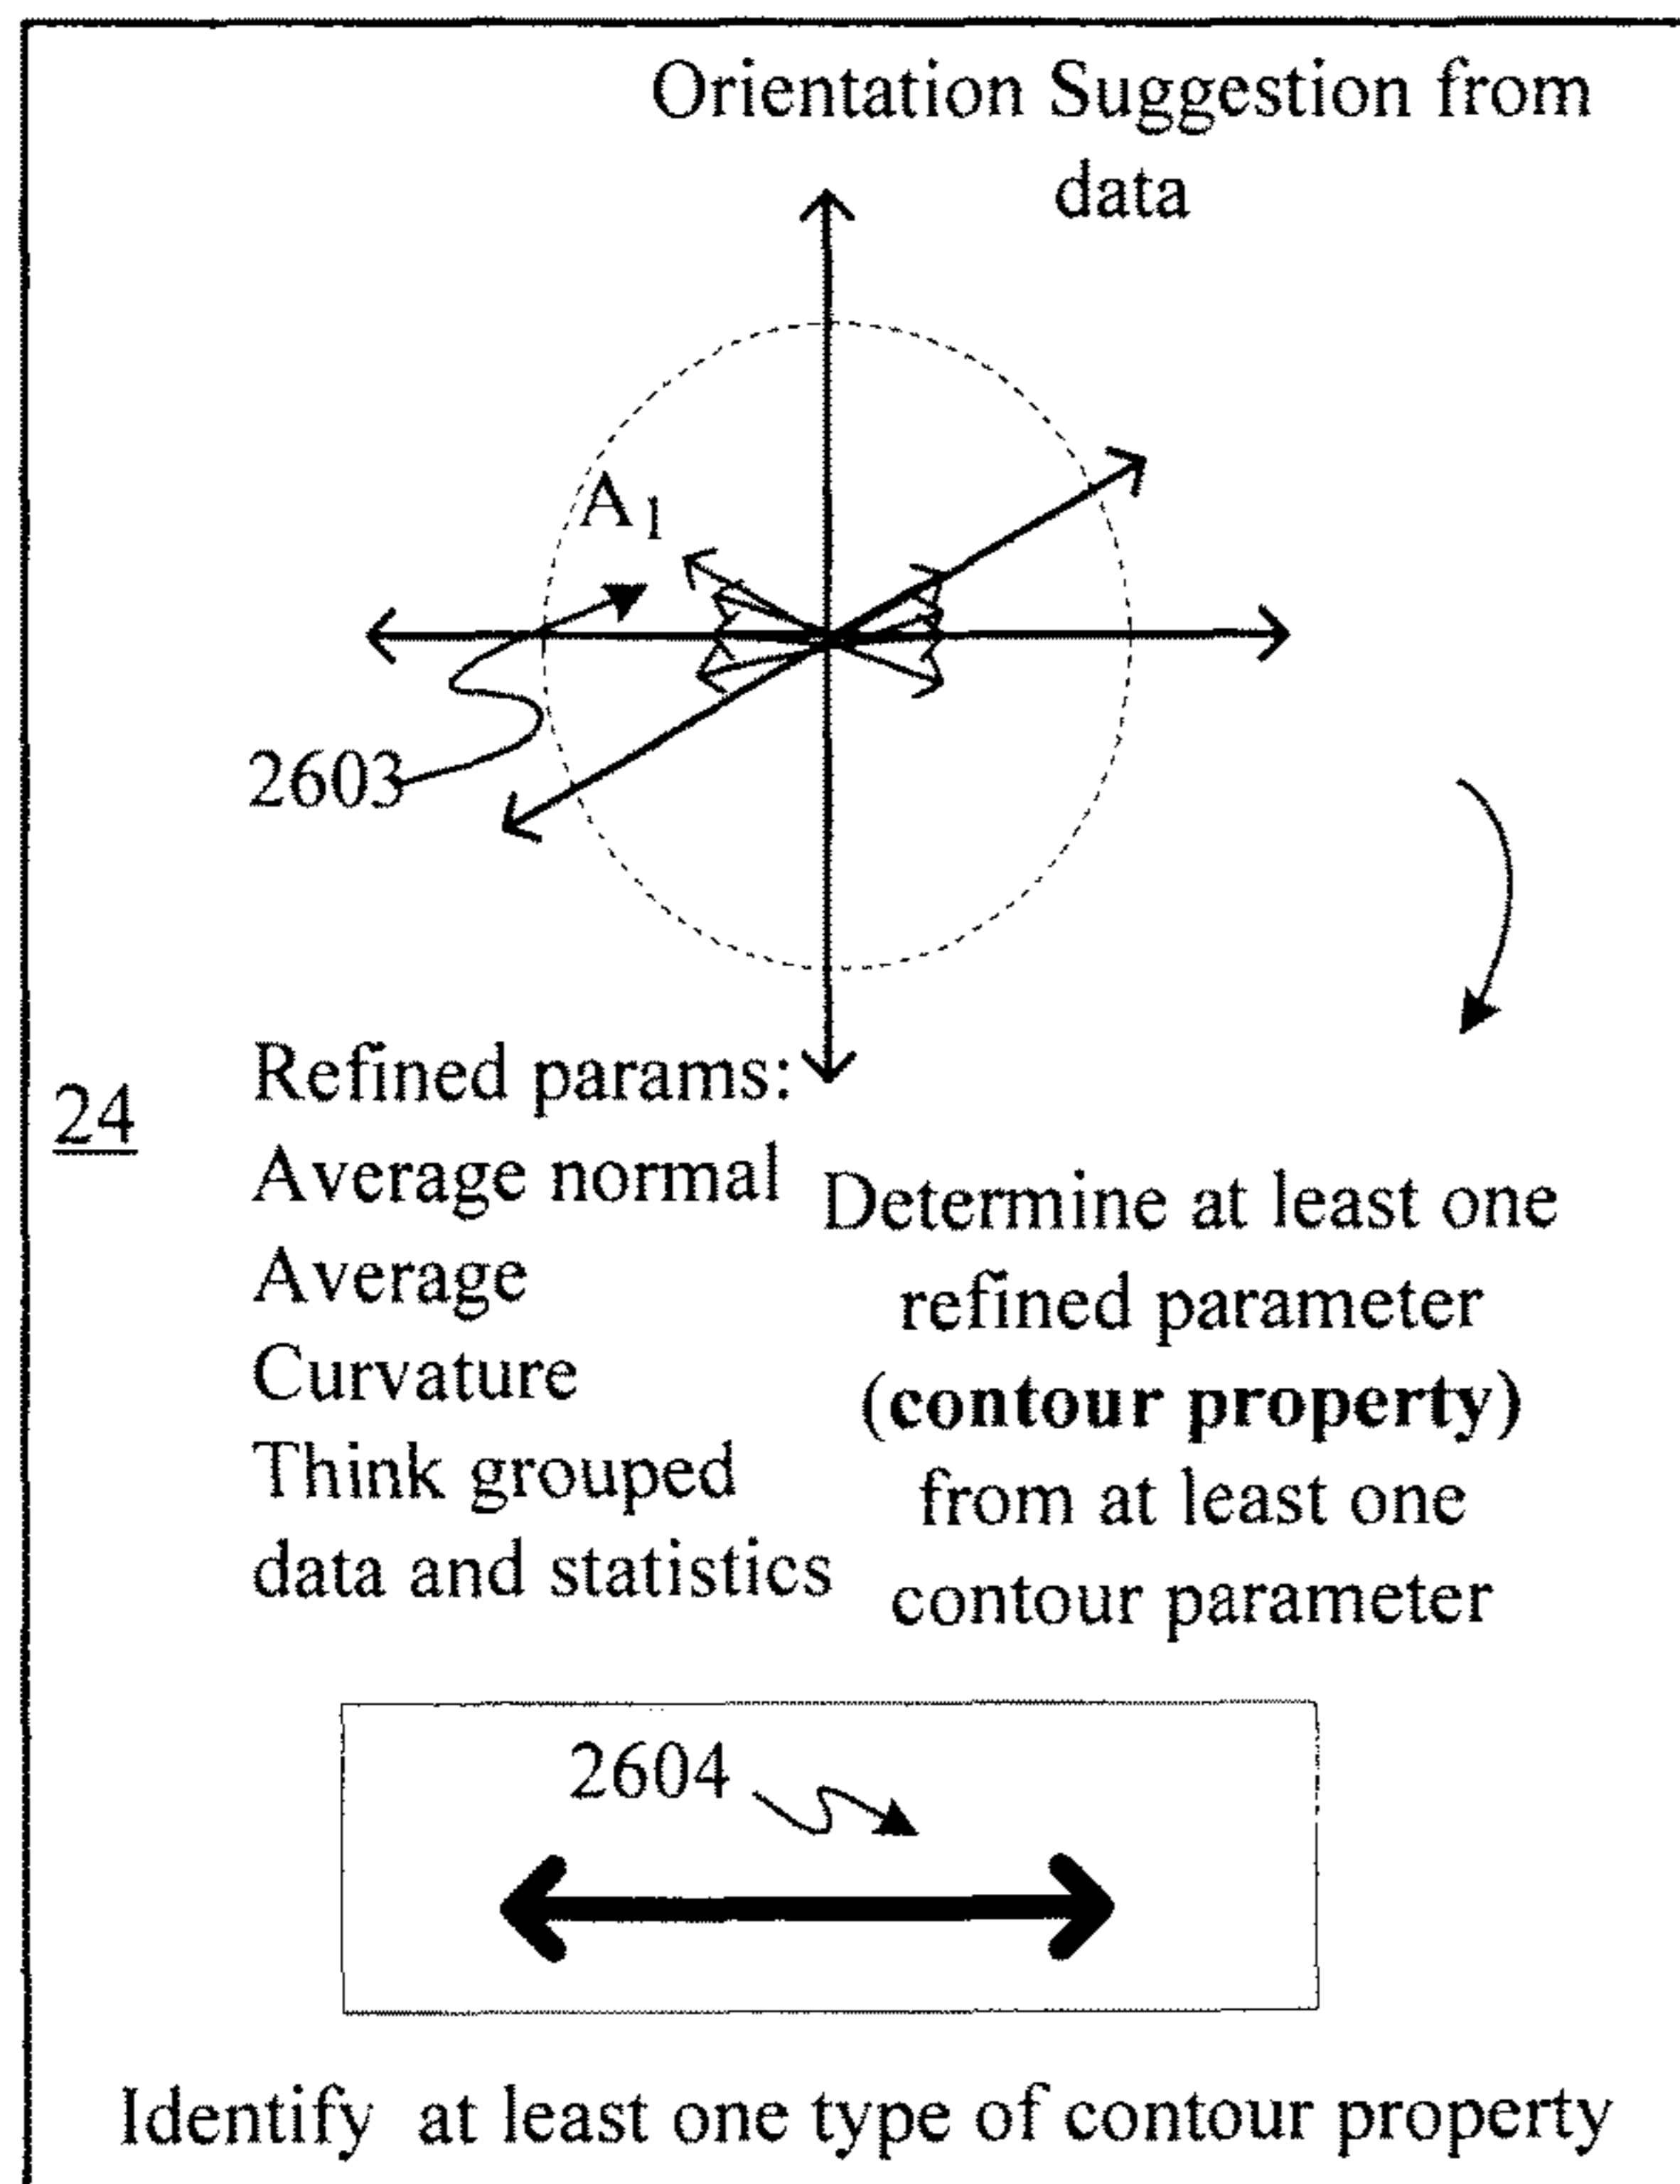 Orientation Suggestion from
data
A1
2603
24
Refined params:
Average normal
Average
Curvature
Think grouped
data and statistics
Determine at least one
refined parameter
(contour property)
from at least one
contour parameter
2604
Identify at least one type of contour property